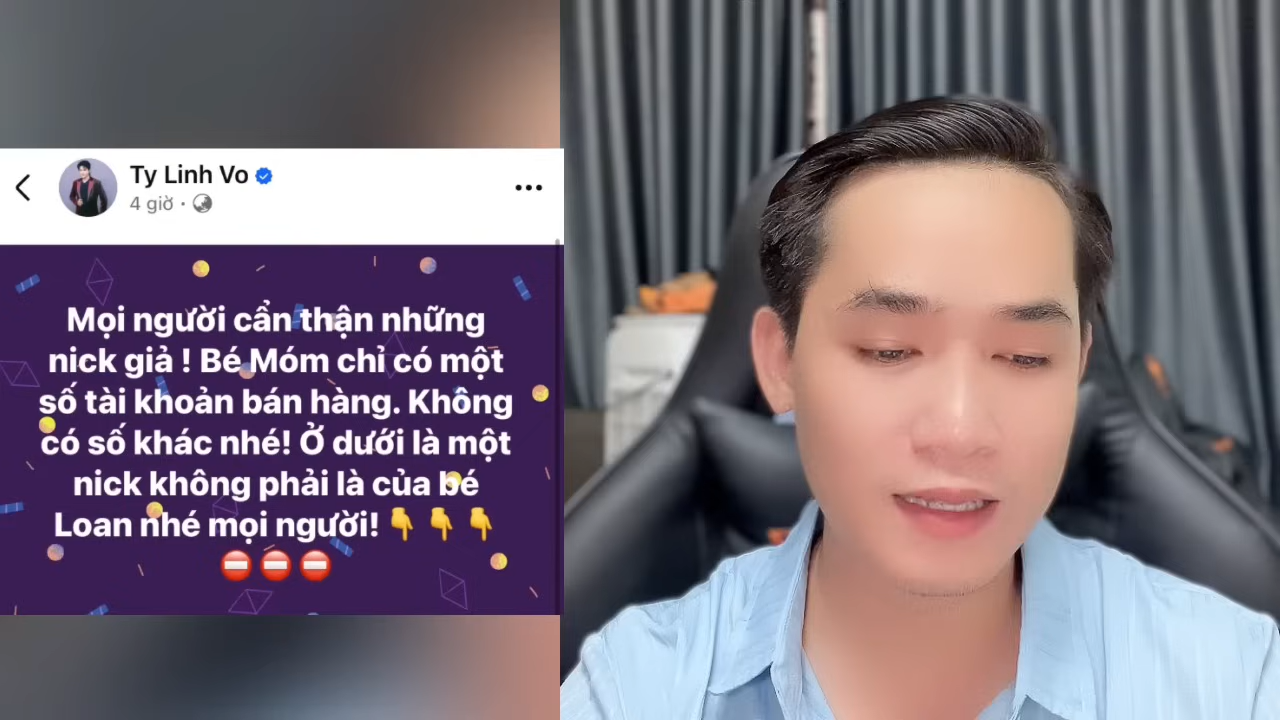 Ty Linh Vo
4 giờ ·
Mọi người cẩn thận những
nick giả ! Bé Móm chỉ có một
số tài khoản bán hàng. Không
có số khác nhé! Ở dưới là một
nick không phải là của bé
Loan nhé mọi người! 👇👇👇
⛔⛔⛔